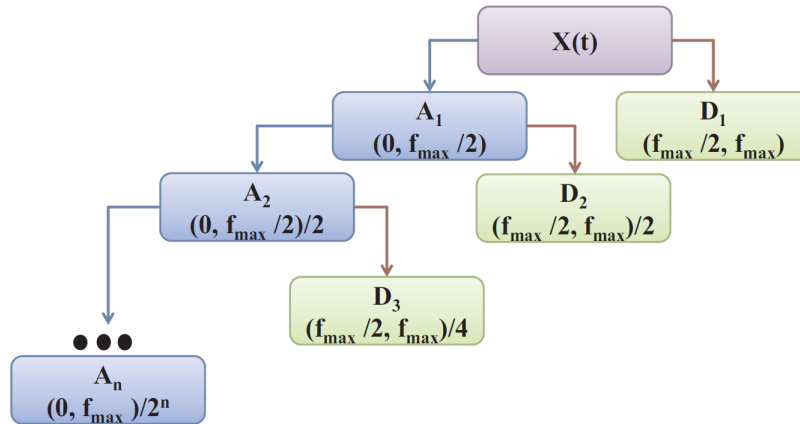 X(t)
A₁
(0, fₘₐₓ /2)
D₁
(fₘₐₓ /2, fₘₐₓ)
A₂
(0, fₘₐₓ /2)/2
D₂
(fₘₐₓ /2, fₘₐₓ)/2
D₃
(fₘₐₓ /2, fₘₐₓ)/4
Aₙ
(0, fₘₐₓ )/2ⁿ